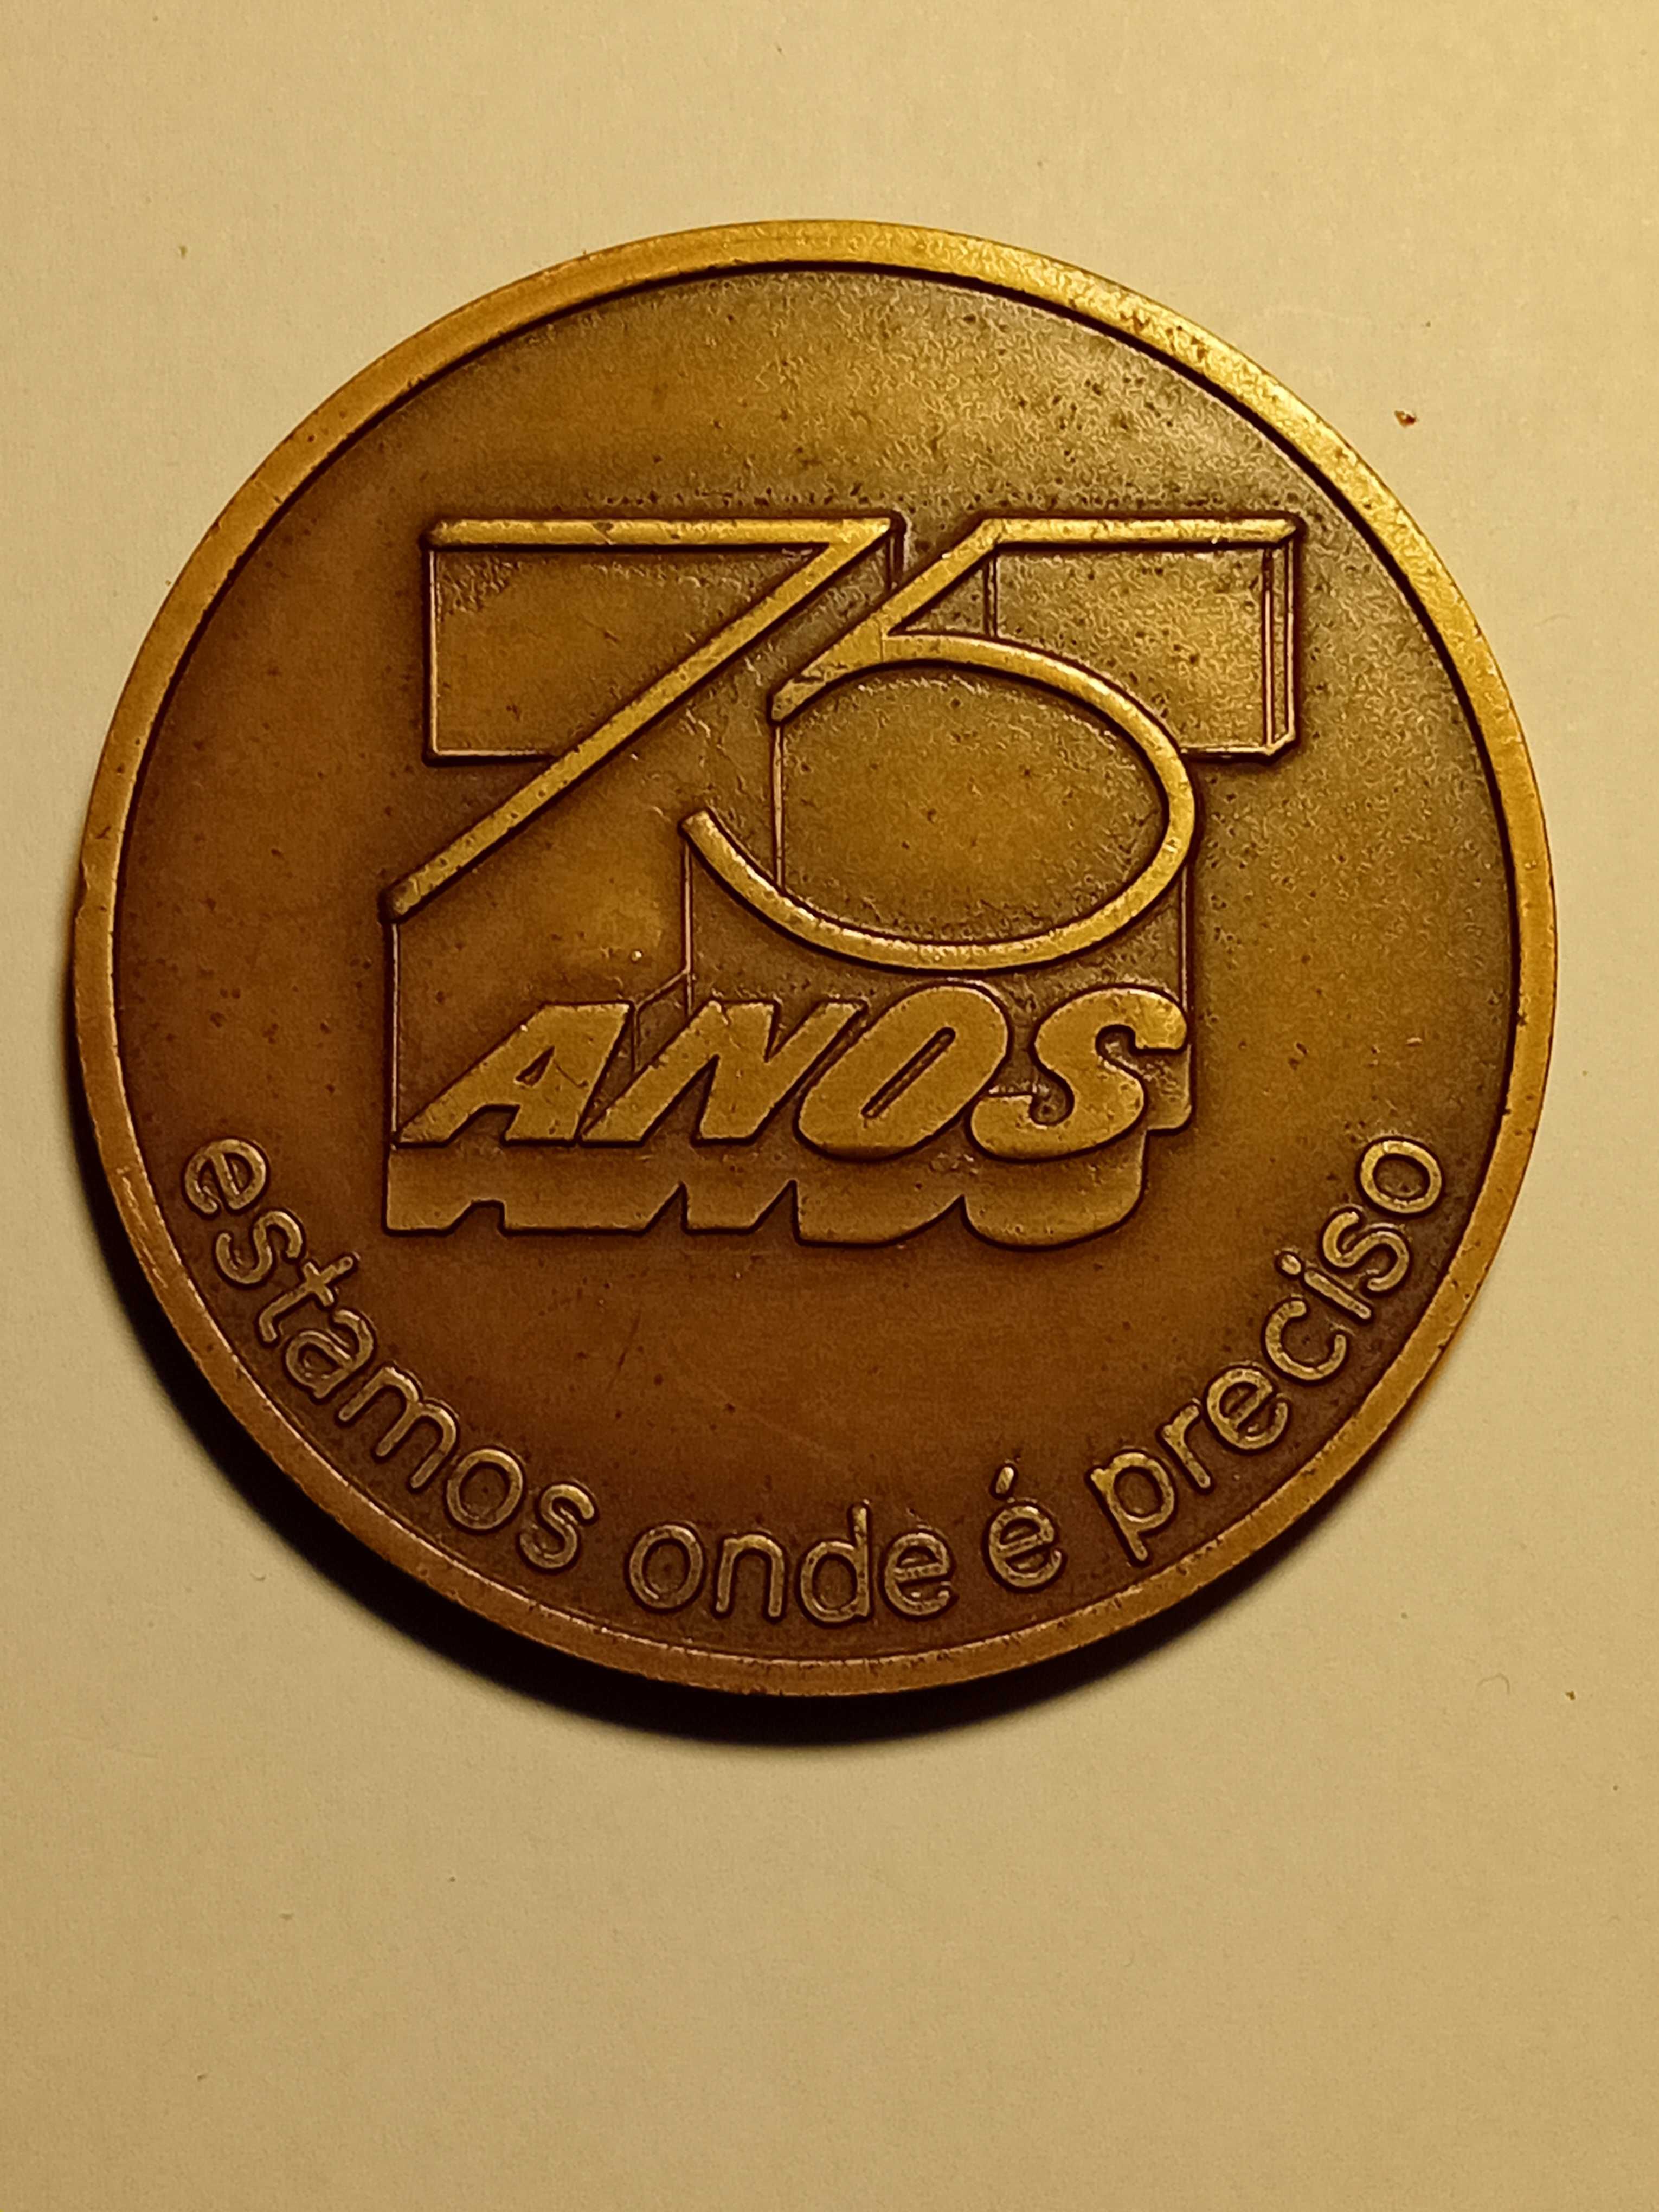 75
ANOS
estamos onde é preciso